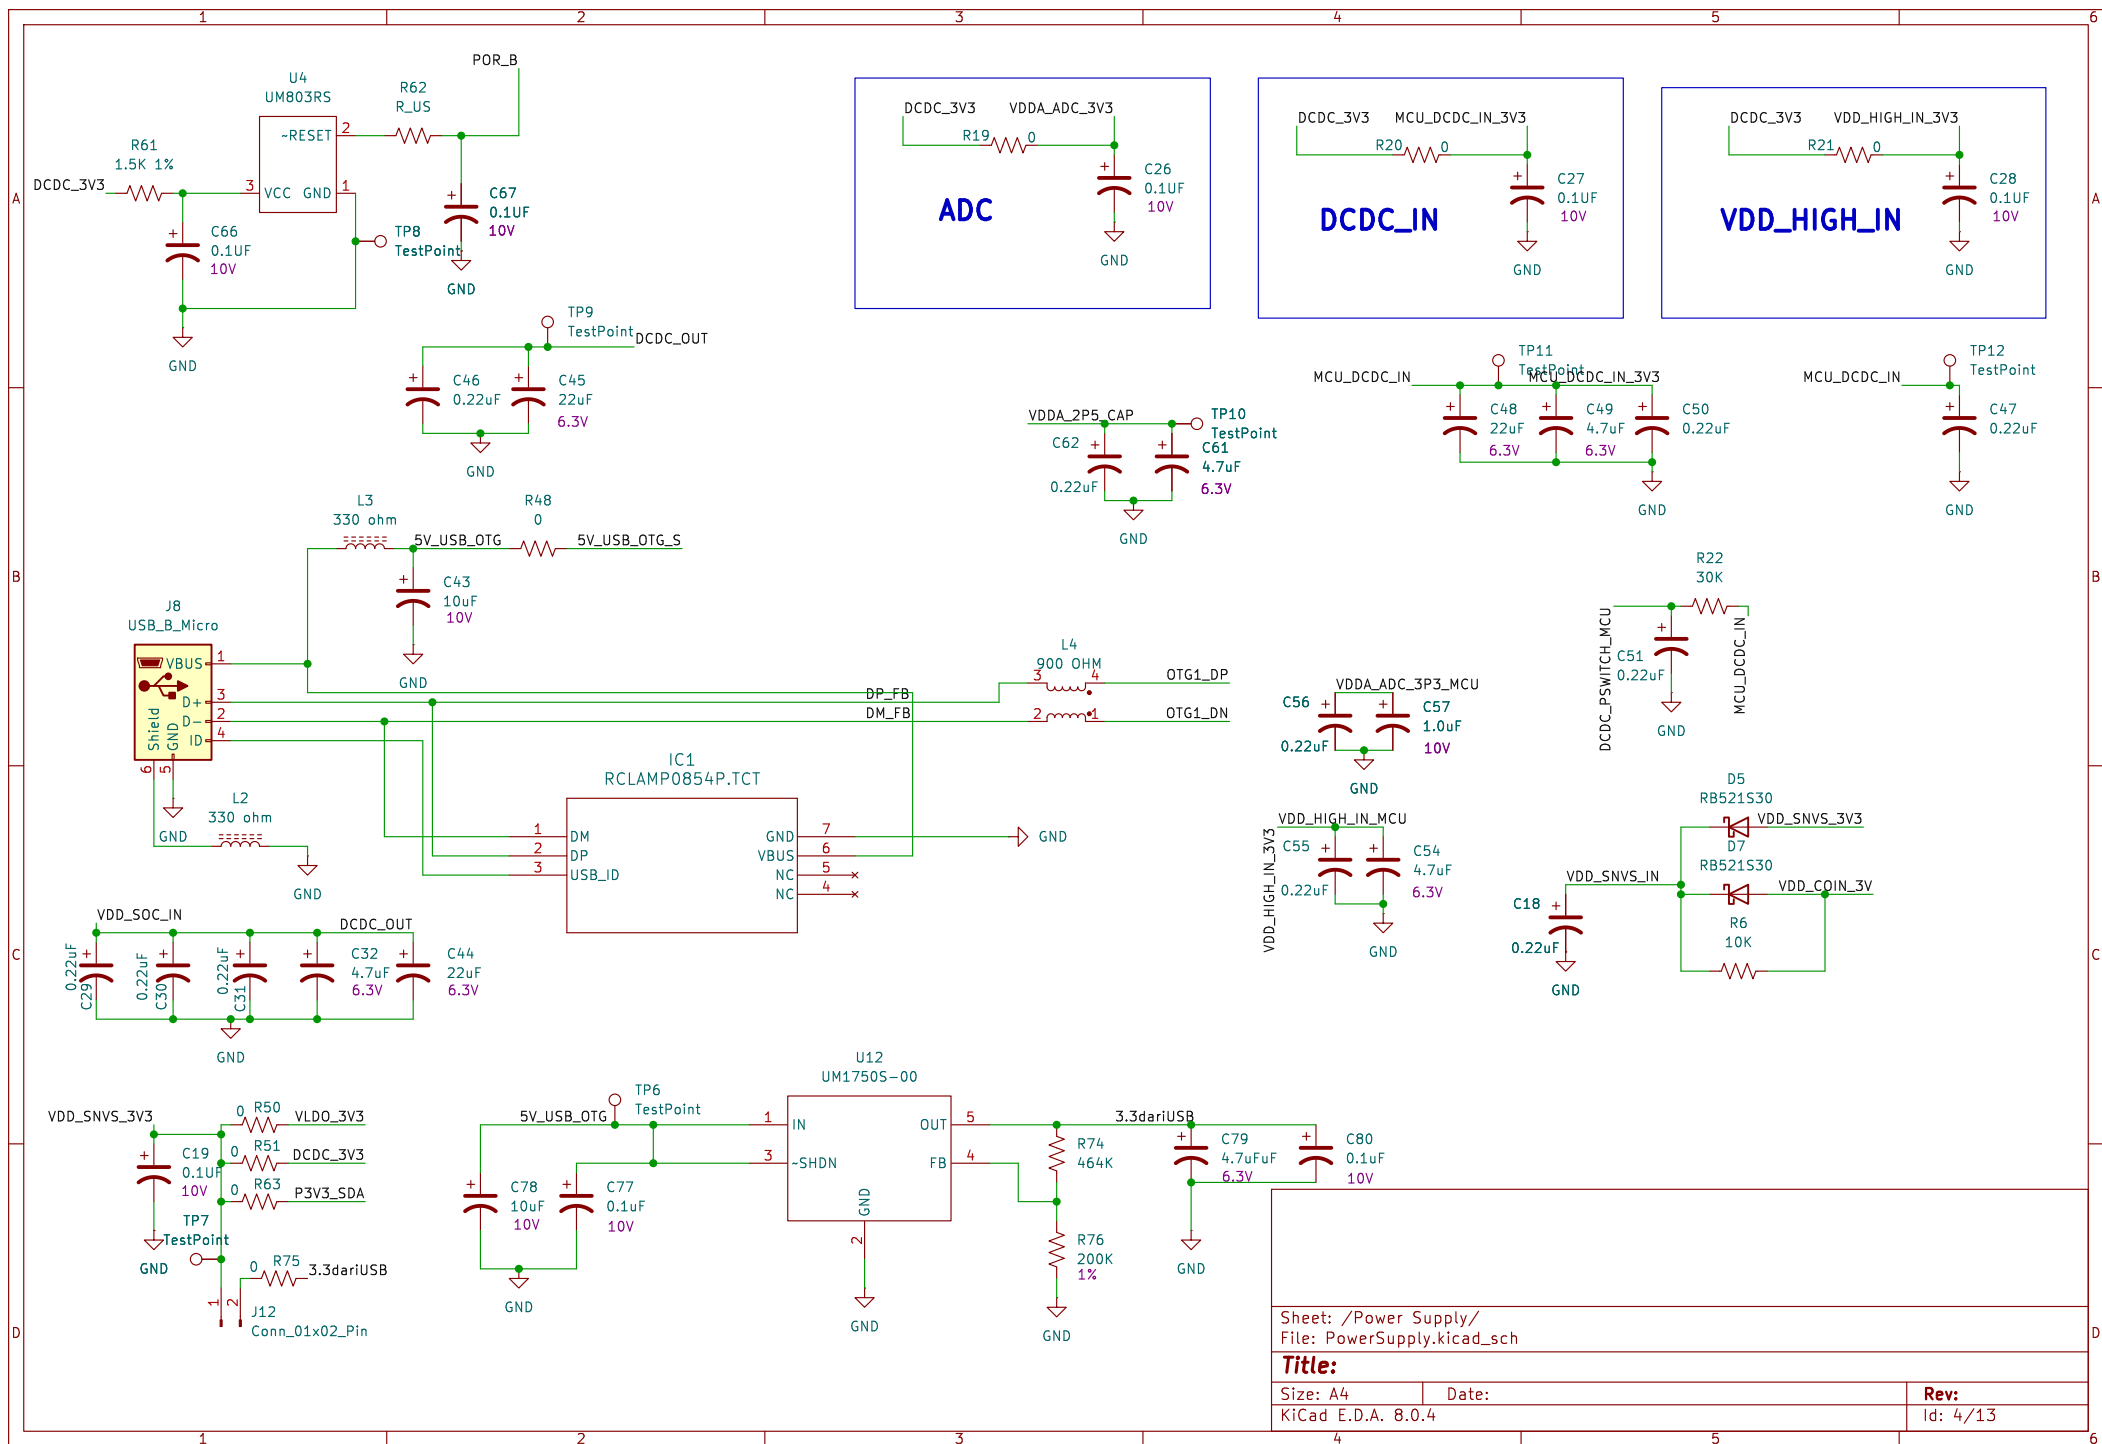 1 2 3 4 5 6
A
B
C
D
POR_B
U4
UM803RS
R62
R_US
~RESET 2
R61
1.5K 1%
DCDC_3V3
3 VCC GND 1
C67
0.1UF
10V
C66
0.1UF
10V
TP8
TestPoint
GND
GND
DCDC_3V3 VDDA_ADC_3V3
R19 0
C26
0.1UF
10V
ADC
GND
DCDC_3V3 MCU_DCDC_IN_3V3
R20 0
C27
0.1UF
10V
DCDC_IN
GND
DCDC_3V3 VDD_HIGH_IN_3V3
R21 0
C28
0.1UF
10V
VDD_HIGH_IN
GND
TP9
TestPoint
DCDC_OUT
C46
0.22uF
C45
22uF
6.3V
GND
VDDA_2P5_CAP
TP10
TestPoint
C62
0.22uF
C61
4.7uF
6.3V
GND
TP11
TestPoint
MCU_DCDC_IN
MCU_DCDC_IN_3V3
C48
22uF
6.3V
C49
4.7uF
6.3V
C50
0.22uF
GND
TP12
TestPoint
MCU_DCDC_IN
C47
0.22uF
GND
L3
330 ohm
R48
0
5V_USB_OTG
5V_USB_OTG_S
C43
10uF
10V
GND
J8
USB_B_Micro
VBUS 1
D+ 3
D- 2
ID 4
Shield
GND
6 5
GND
L2
330 ohm
GND
DP_FB
DM_FB
L4
900 OHM
3 4
2 1
OTG1_DP
OTG1_DN
IC1
RCLAMP0854P.TCT
1 DM
2 DP
3 USB_ID
GND 7
VBUS 6
NC 5
NC 4
GND
R22
30K
DCDC_PSWITCH_MCU
MCU_DCDC_IN
C51
0.22uF
GND
VDDA_ADC_3P3_MCU
C56
0.22uF
C57
1.0uF
10V
GND
VDD_HIGH_IN_MCU
VDD_HIGH_IN_3V3
C55
0.22uF
C54
4.7uF
6.3V
GND
D5
RB521S30
VDD_SNVS_3V3
D7
RB521S30
VDD_SNVS_IN
VDD_COIN_3V
C18
0.22uF
GND
R6
10K
VDD_SOC_IN
DCDC_OUT
0.22uF
C29
0.22uF
C30
0.22uF
C31
C32
4.7uF
6.3V
C44
22uF
6.3V
GND
VDD_SNVS_3V3
0 R50 VLDO_3V3
0 R51 DCDC_3V3
0 R63 P3V3_SDA
C19
0.1UF
10V
TP7
TestPoint
GND
0 R75
3.3dariUSB
1 2
J12
Conn_01x02_Pin
TP6
TestPoint
5V_USB_OTG
C78
10uF
10V
C77
0.1uF
10V
GND
U12
UM1750S-00
1 IN
3 ~SHDN
OUT 5
FB 4
GND
2
GND
3.3dariUSB
R74
464K
R76
200K
1%
GND
C79
4.7uFuF
6.3V
C80
0.1uF
10V
GND
Sheet: /Power Supply/
File: PowerSupply.kicad_sch
Title:
Size: A4 Date: Rev:
KiCad E.D.A. 8.0.4 Id: 4/13
1 2 3 4 5 6
A
B
C
D